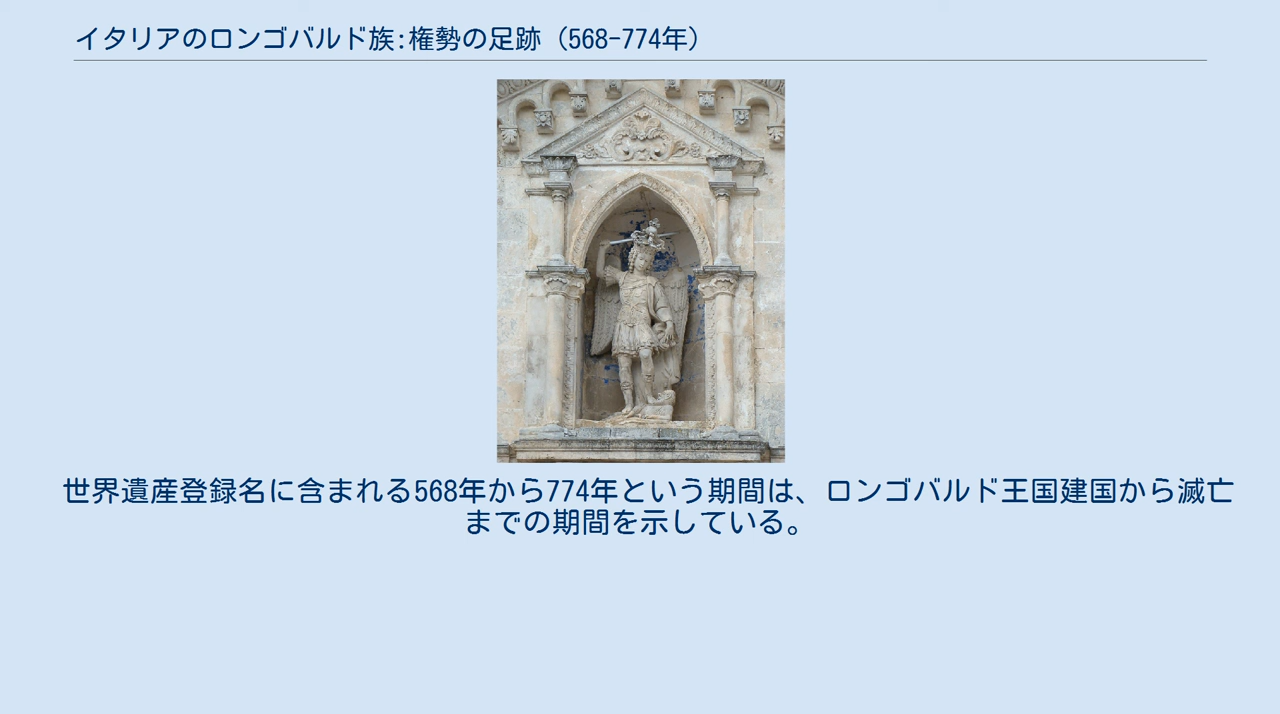 イタリアのロンゴバルド族:権勢の足跡（568-774年）
世界遺産登録名に含まれる568年から774年という期間は、ロンゴバルド王国建国から滅亡
までの期間を示している。